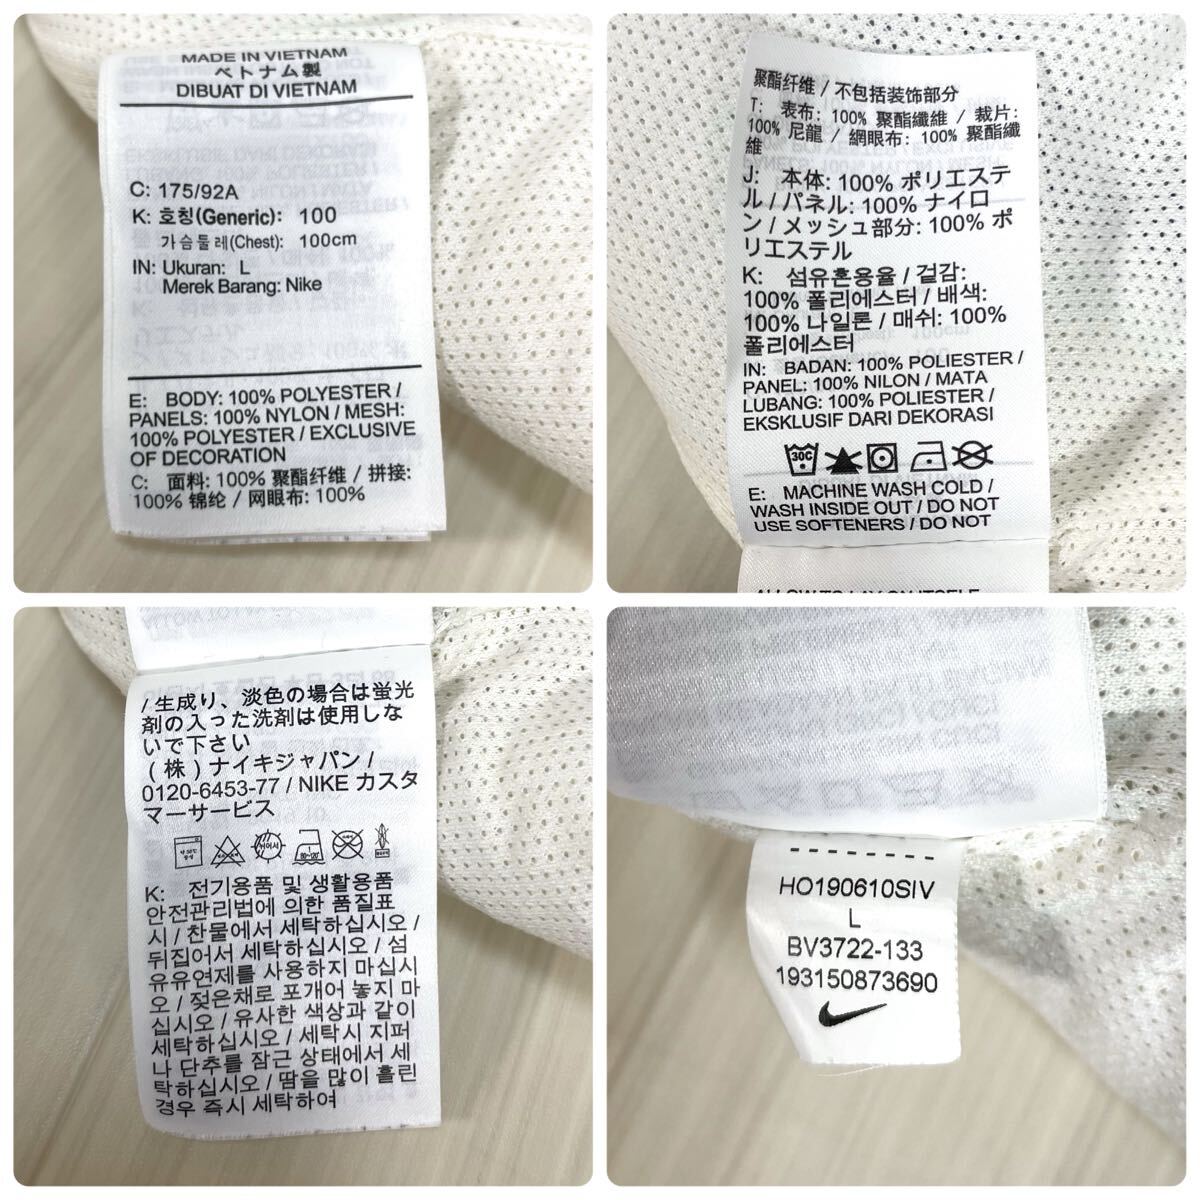 MADE IN VIETNAM
ベトナム製
DIBUAT DI VIETNAM
C: 175/92A
K: 호칭(Generic): 100
가슴둘레(Chest): 100cm
IN: Ukuran: L
Merek Barang: Nike
E: BODY: 100% POLYESTER /
PANELS: 100% NYLON / MESH:
100% POLYESTER / EXCLUSIVE
OF DECORATION
C: 面料: 100% 聚酯纤维 / 拼接:
100% 锦纶 / 网眼布: 100%
聚酯纤维 / 不包括装饰部分
T: 表布: 100% 聚酯纖維 / 裁片:
100% 尼龍 / 網眼布: 100% 聚酯纖
維
J: 本体: 100% ポリエステ
ル / パネル: 100% ナイロ
ン / メッシュ部分: 100% ポ
リエステル
K: 섬유혼용율 / 겉감:
100% 폴리에스터 / 배색:
100% 나일론 / 매쉬: 100%
폴리에스터
IN: BADAN: 100% POLIESTER /
PANEL: 100% NILON / MATA
LUBANG: 100% POLIESTER /
EKSKLUSIF DARI DEKORASI
30C
E: MACHINE WASH COLD /
WASH INSIDE OUT / DO NOT
USE SOFTENERS / DO NOT
ALLOW TO LAY ON ITSELF
/ 生成り、淡色の場合は蛍光
剤の入った洗剤は使用しな
いで下さい
(株)ナイキジャパン /
0120-6453-77 / NIKE カスタ
マーサービス
K: 전기용품 및 생활용품
안전관리법에 의한 품질표
시 / 찬물에서 세탁하십시오 /
뒤집어서 세탁하십시오 / 섬
유유연제를 사용하지 마십시
오 / 젖은채로 포개어 놓지 마
십시오 / 유사한 색상과 같이
세탁하십시오 / 세탁시 지퍼
나 단추를 잠근 상태에서 세
탁하십시오 / 땀을 많이 흘린
경우 즉시 세탁하여
HO190610SIV
L
BV3722-133
193150873690